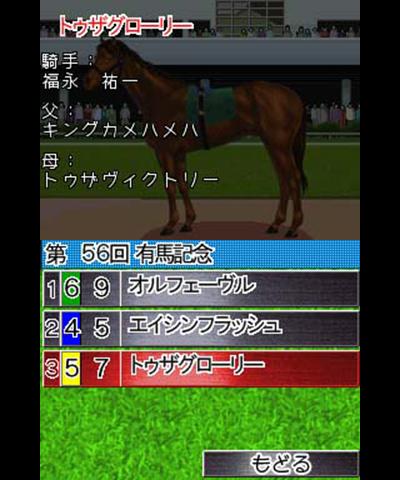 トゥザグローリー
騎手：
福永　祐一
父：
キングカメハメハ
母：
トゥザヴィクトリー
第 56回 有馬記念
1 6 9 オルフェーヴル
2 4 5 エイシンフラッシュ
3 5 7 トゥザグローリー
もどる